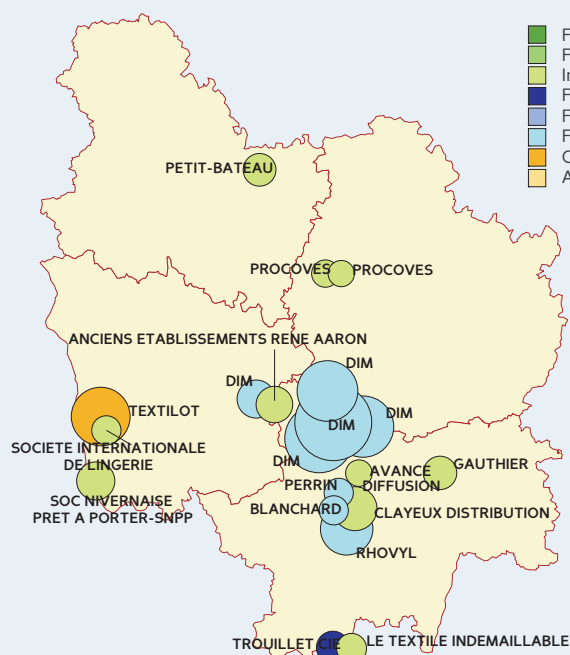 F
F
In
F
F
F
C
A
PETIT-BATEAU
PROCOVES
PROCOVES
ANCIENS ETABLISSEMENTS RENE AARON
DIM
DIM
DIM
DIM
DIM
TEXTILOT
SOCIETE INTERNATIONALE
DE LINGERIE
SOC NIVERNAISE
PRET A PORTER-SNPP
AVANCE
DIFFUSION
GAUTHIER
PERRIN
BLANCHARD
CLAYEUX DISTRIBUTION
RHOVYL
TROUILLET CIE
LE TEXTILE INDEMAILLABLE